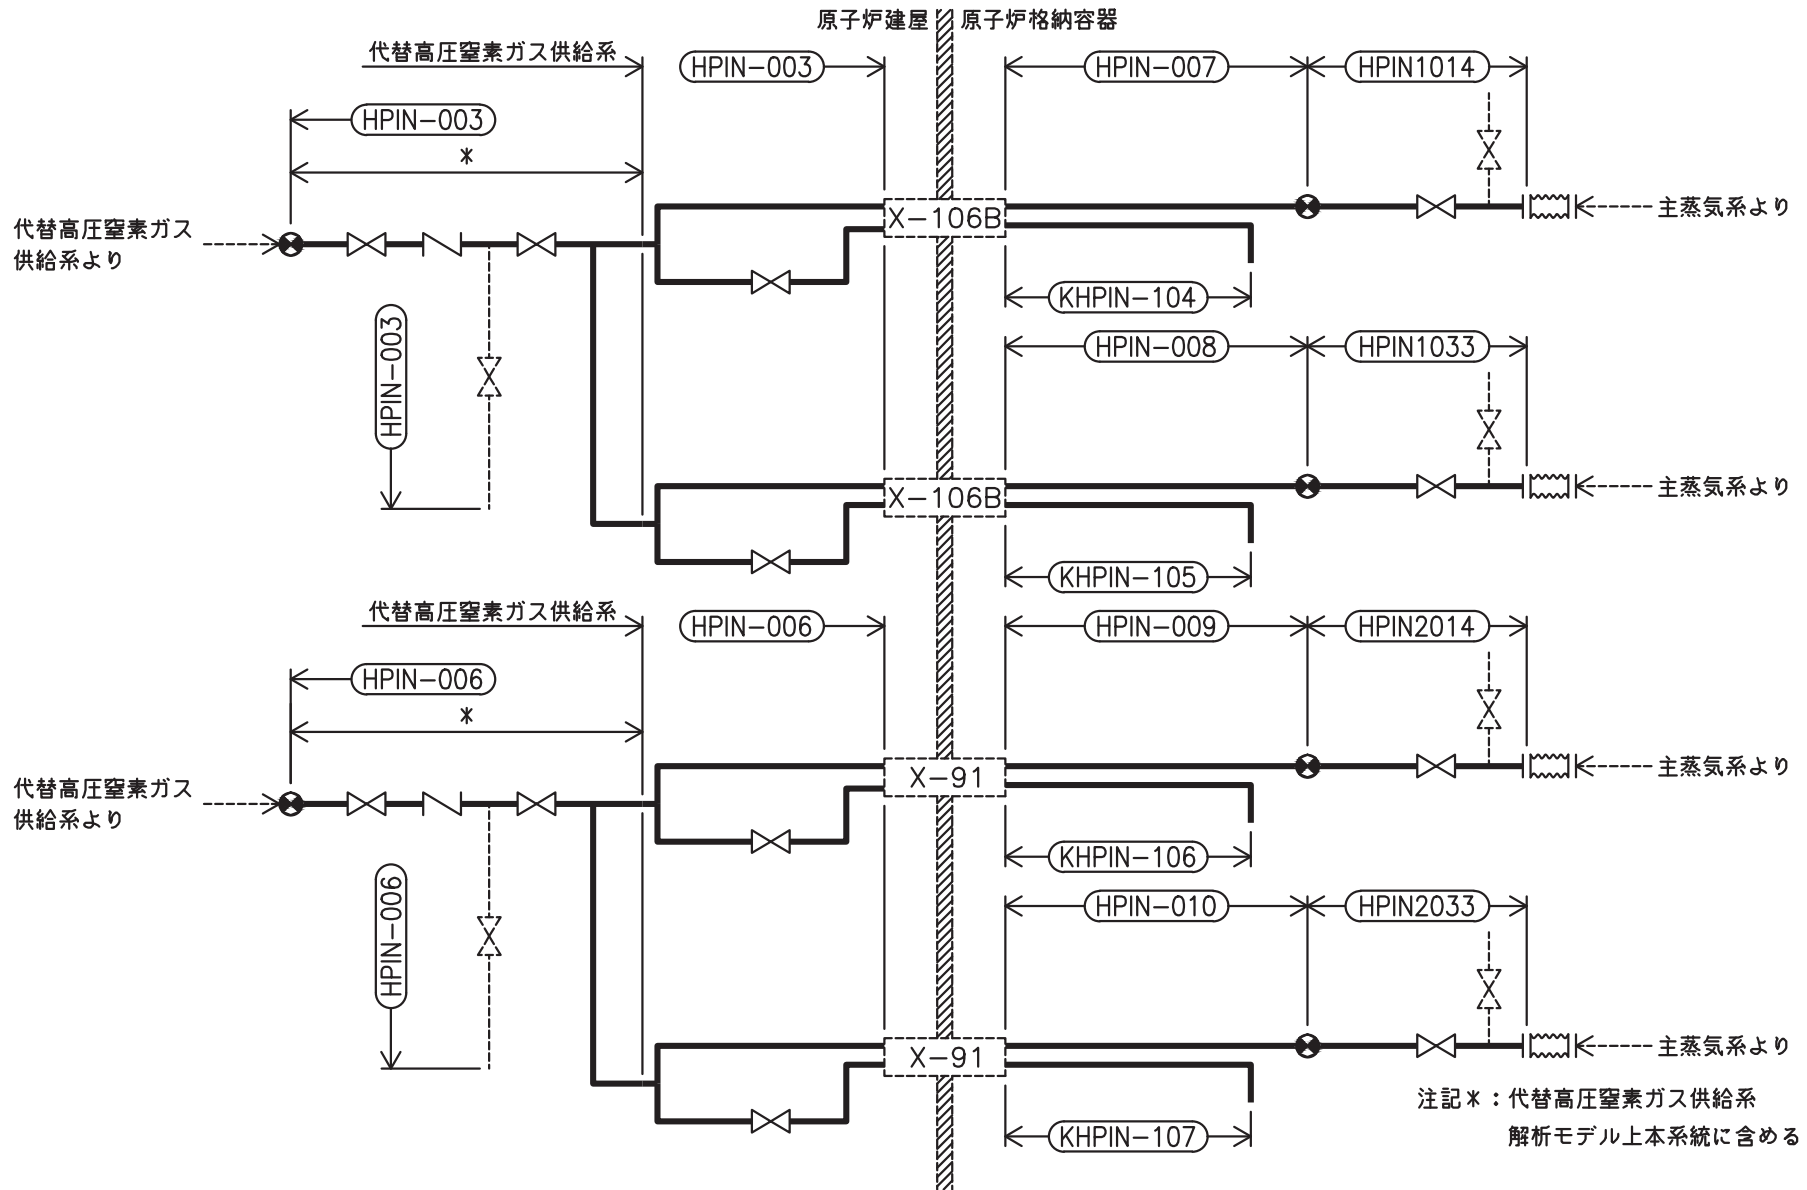 原子炉建屋
原子炉格納容器
代替高圧窒素ガス供給系
HPIN-003
HPIN-007
HPIN1014
HPIN-003
*
X-106B
主蒸気系より
代替高圧窒素ガス
供給系より
KHPIN-104
HPIN-003
HPIN-008
HPIN1033
X-106B
主蒸気系より
KHPIN-105
代替高圧窒素ガス供給系
HPIN-006
HPIN-009
HPIN2014
HPIN-006
*
X-91
主蒸気系より
代替高圧窒素ガス
供給系より
KHPIN-106
HPIN-006
HPIN-010
HPIN2033
X-91
主蒸気系より
KHPIN-107
注記*:代替高圧窒素ガス供給系
解析モデル上本系統に含める